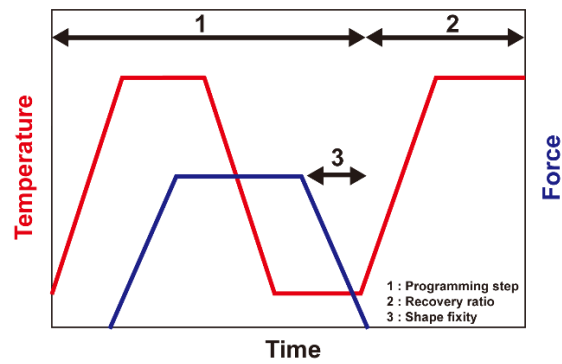 1
2
3
Temperature
Force
1 : Programming step
2 : Recovery ratio
3 : Shape fixity
Time